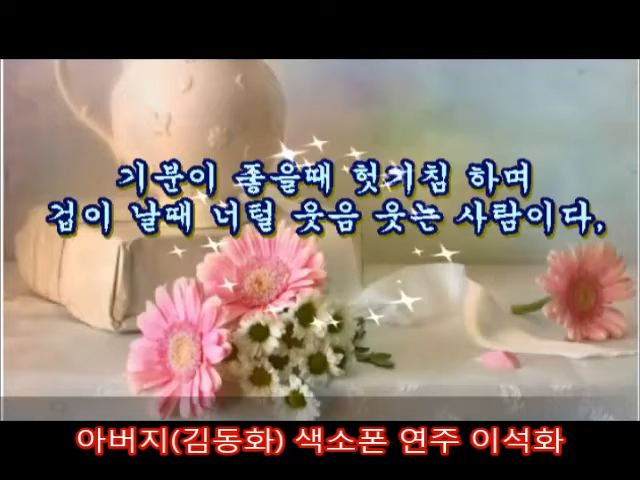 기분이 좋을때 헛기침 하며
겁이 날때 너털 웃음 웃는 사람이다,
아버지(김동화) 색소폰 연주 이석화